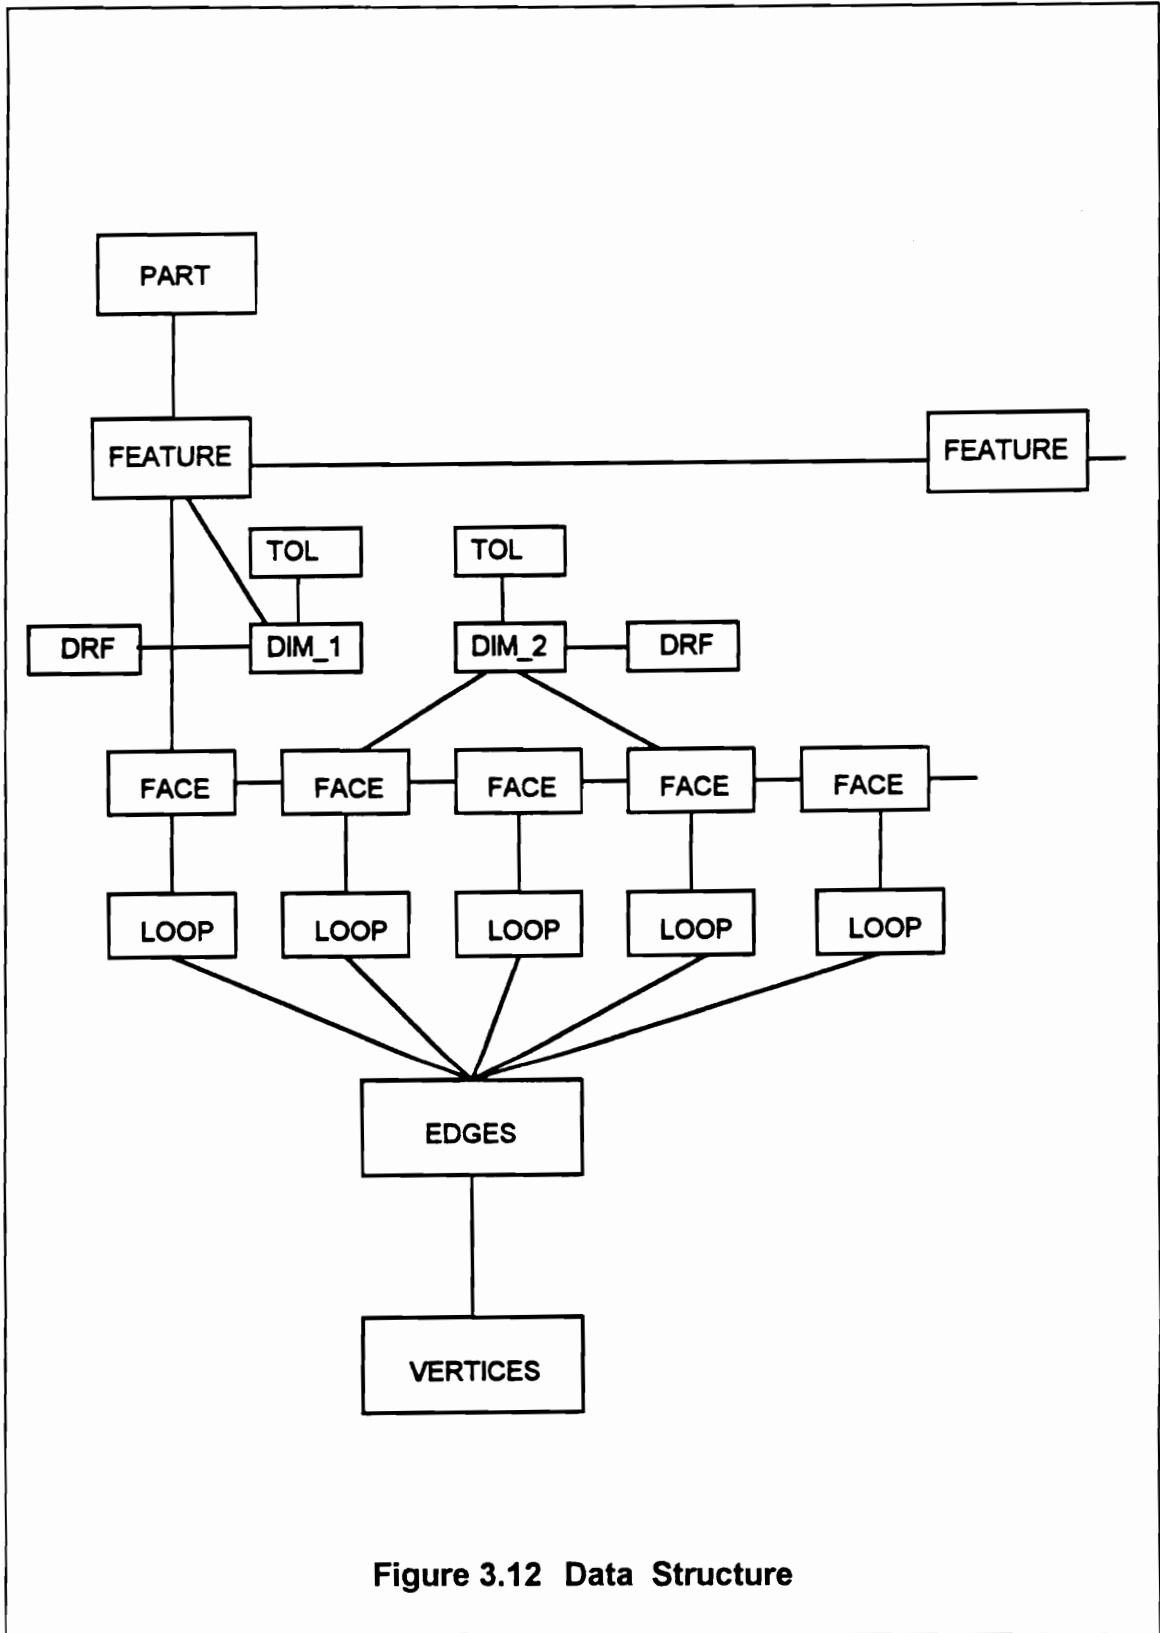 PART
FEATURE FEATURE
TOL TOL
DRF DIM_1 DIM_2 DRF
FACE FACE FACE FACE FACE
LOOP LOOP LOOP LOOP LOOP
EDGES
VERTICES
Figure 3.12 Data Structure